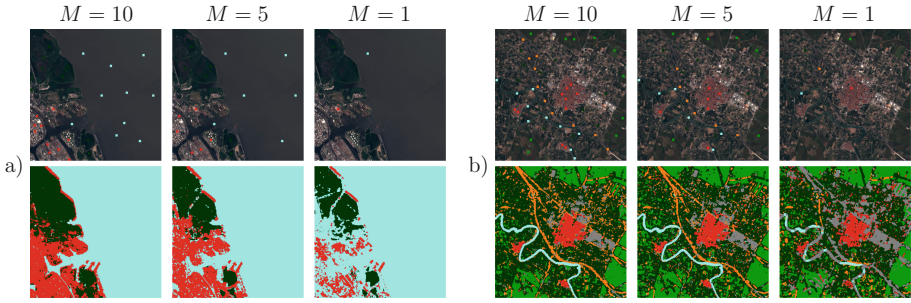 M = 10 M = 5 M = 1 M = 10 M = 5 M = 1
a) b)